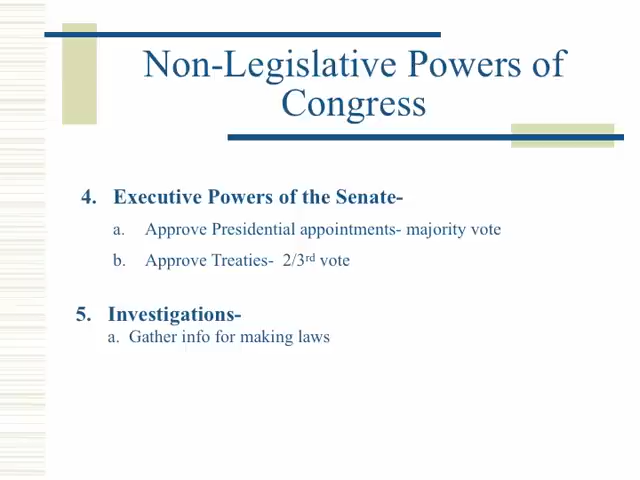 Non-Legislative Powers of
Congress
4. Executive Powers of the Senate-
a. Approve Presidential appointments- majority vote
b. Approve Treaties- 2/3rd vote
5. Investigations-
a. Gather info for making laws